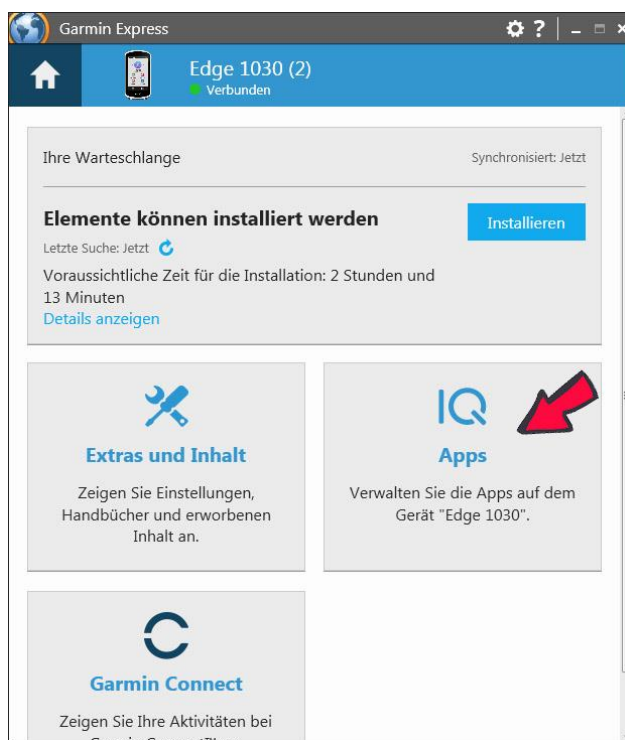 Garmin Express
?
Edge 1030 (2)
Verbunden
Ihre Warteschlange
Synchronisiert: Jetzt
Elemente können installiert werden
Installieren
Letzte Suche: Jetzt
Voraussichtliche Zeit für die Installation: 2 Stunden und
13 Minuten
Details anzeigen
Extras und Inhalt
Zeigen Sie Einstellungen,
Handbücher und erworbenen
Inhalt an.
IQ
Apps
Verwalten Sie die Apps auf dem
Gerät "Edge 1030".
Garmin Connect
Zeigen Sie Ihre Aktivitäten bei